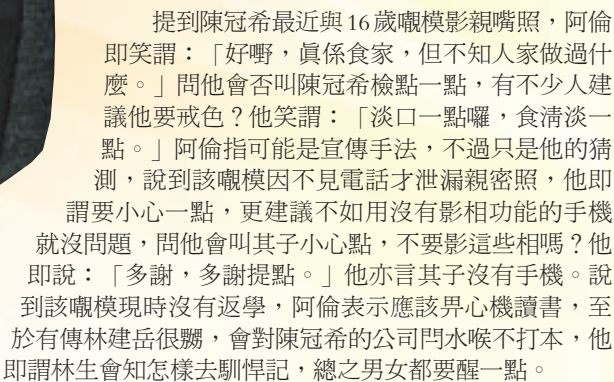 提到陳冠希最近與16歲𡃁模影親嘴照，阿倫
即笑謂：「好嘢，眞係食家，但不知人家做過什
麼。」問他會否叫陳冠希檢點一點，有不少人建
議他要戒色？他笑謂：「淡口一點囉，食清淡一
點。」阿倫指可能是宣傳手法，不過只是他的猜
測，說到該𡃁模因不見電話才泄漏親密照，他即
謂要小心一點，更建議不如用沒有影相功能的手機
就沒問題，問他會叫其子小心點，不要影這些相嗎？他
即說：「多謝，多謝提點。」他亦言其子沒有手機。說
到該𡃁模現時沒有返學，阿倫表示應該畀心機讀書，至
於有傳林建岳很嬲，會對陳冠希的公司閂水喉不打本，他
即謂林生會知怎樣去馴悍記，總之男女都要醒一點。